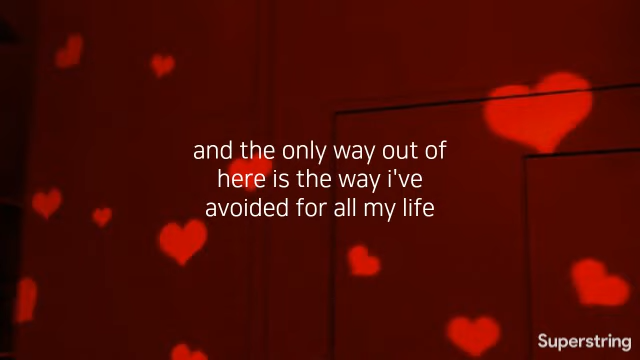 and the only way out of
here is the way i've
avoided for all my life
Superstring